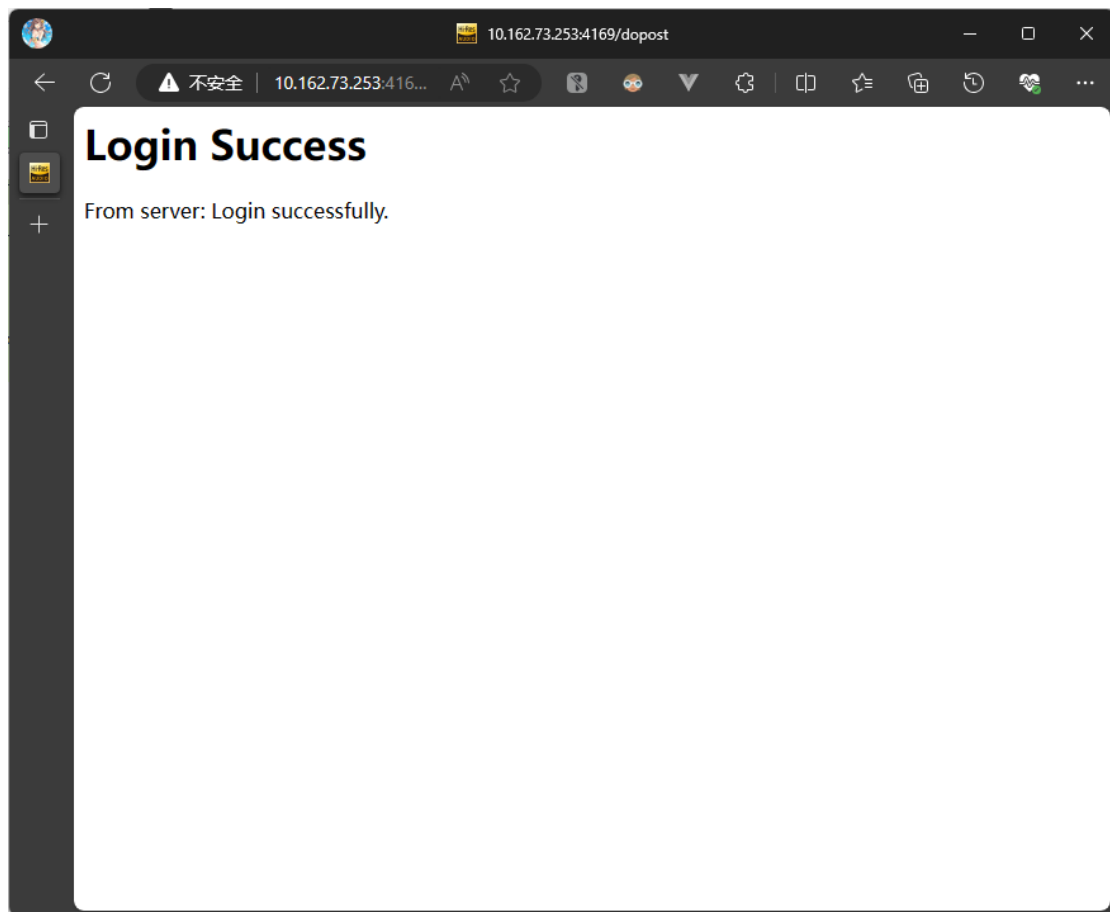 10.162.73.253:4169/dopost
不安全
10.162.73.253:416...
Login Success
From server: Login successfully.